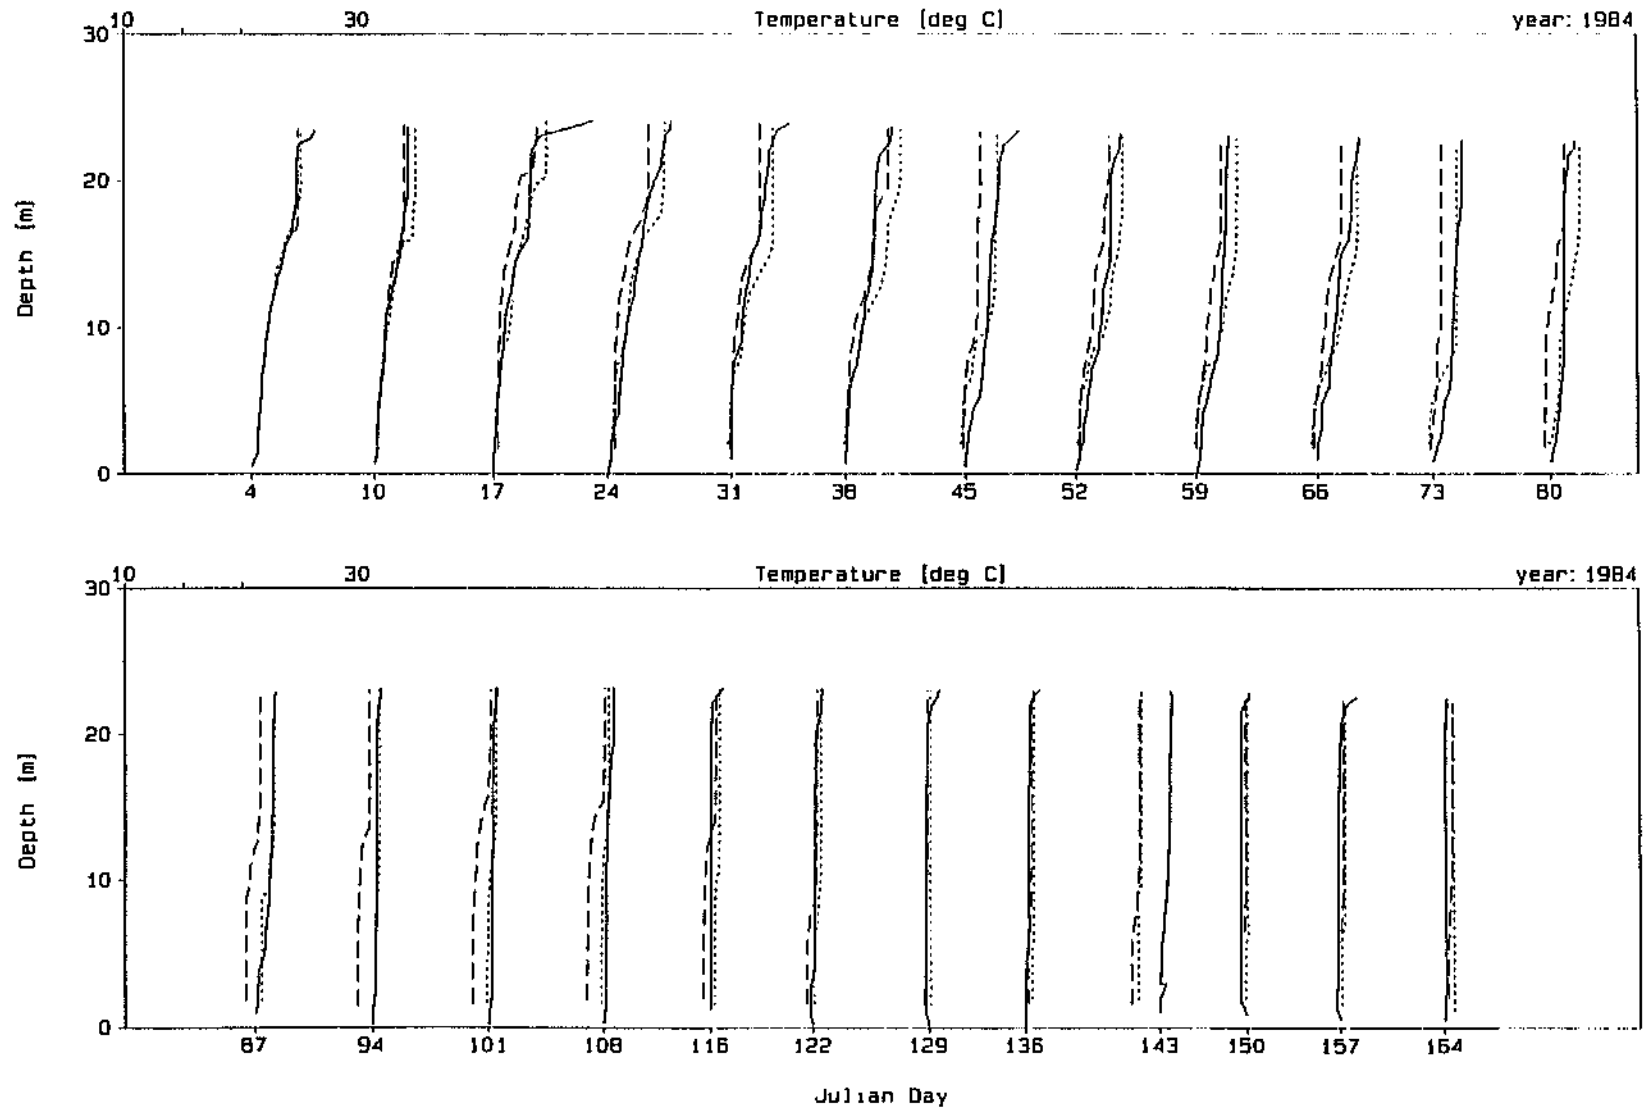 10 30 Temperature (deg C) year: 1984
30
20
Depth (m)
10
0
4 10 17 24 31 38 45 52 59 66 73 80
10 30 Temperature (deg C) year: 1984
30
20
Depth (m)
10
0
87 94 101 108 116 122 129 136 143 150 157 164
Julian Day